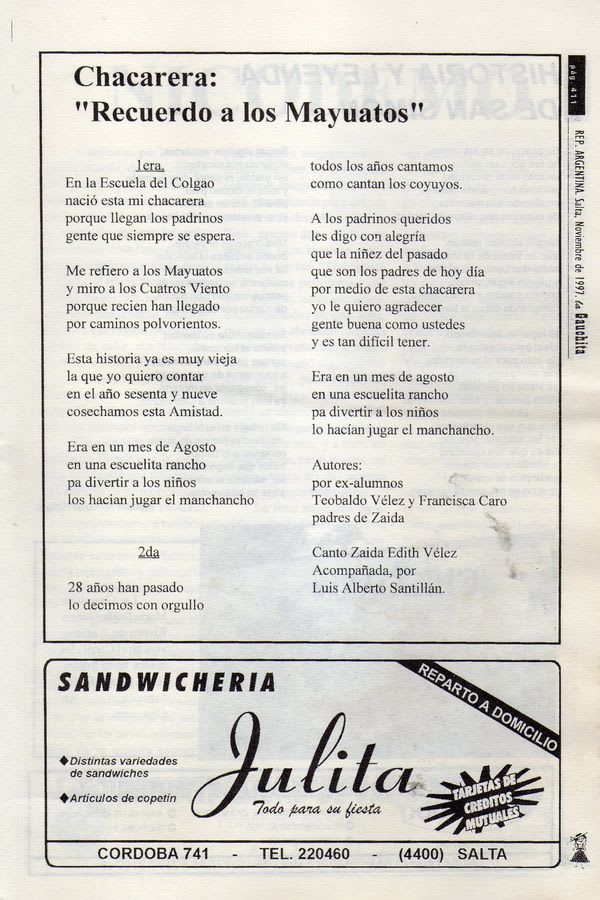 Chacarera:
"Recuerdo a los Mayuatos"
1era.
En la Escuela del Colgao
nació esta mi chacarera
porque llegan los padrinos
gente que siempre se espera.
Me refiero a los Mayuatos
y miro a los Cuatros Viento
porque recien han llegado
por caminos polvorientos.
Esta historia ya es muy vieja
la que yo quiero contar
en el año sesenta y nueve
cosechamos esta Amistad.
Era en un mes de Agosto
en una escuelita rancho
pa divertir a los niños
los hacian jugar el manchancho
2da
28 años han pasado
lo decimos con orgullo
todos los años cantamos
como cantan los coyuyos.
A los padrinos queridos
les digo con alegría
que la niñez del pasado
que son los padres de hoy día
por medio de esta chacarera
yo le quiero agradecer
gente buena como ustedes
y es tan difícil tener.
Era en un mes de agosto
en una escuelita rancho
pa divertir a los niños
lo hacían jugar el manchancho.
Autores:
por ex-alumnos
Teobaldo Vélez y Francisca Caro
padres de Zaida
Canto Zaida Edith Vélez
Acompañada, por
Luis Alberto Santillán.
pág. 411
REP. ARGENTINA. Salta, Noviembre de 1997. La Gauchita
SANDWICHERIA
REPARTO A DOMICILIO
Julita
Todo para su fiesta
♦Distintas variedades
de sandwiches
♦Artículos de copetin
TARJETAS DE
CREDITOS
MUTUALES
CORDOBA 741 - TEL. 220460 - (4400) SALTA